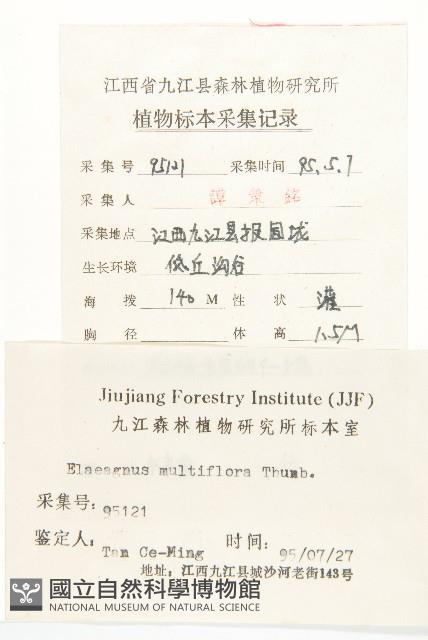 江西省九江县森林植物研究所
植物标本采集记录
采集号 95121 采集时间 95.5.7
采集人 譚策銘
采集地点 江西九江县报国垅
生长环境 低丘沟谷
海拨 140 M 性状 灌
胸径 体高 1.5M
Jiujiang Forestry Institute (JJF)
九江森林植物研究所标本室
Elaeagnus multiflora Thunb.
采集号: 95121
鉴定人: Tan Ce-Ming 时间: 95/07/27
地址: 江西九江县城沙河老街143号
國立自然科學博物館
NATIONAL MUSEUM OF NATURAL SCIENCE